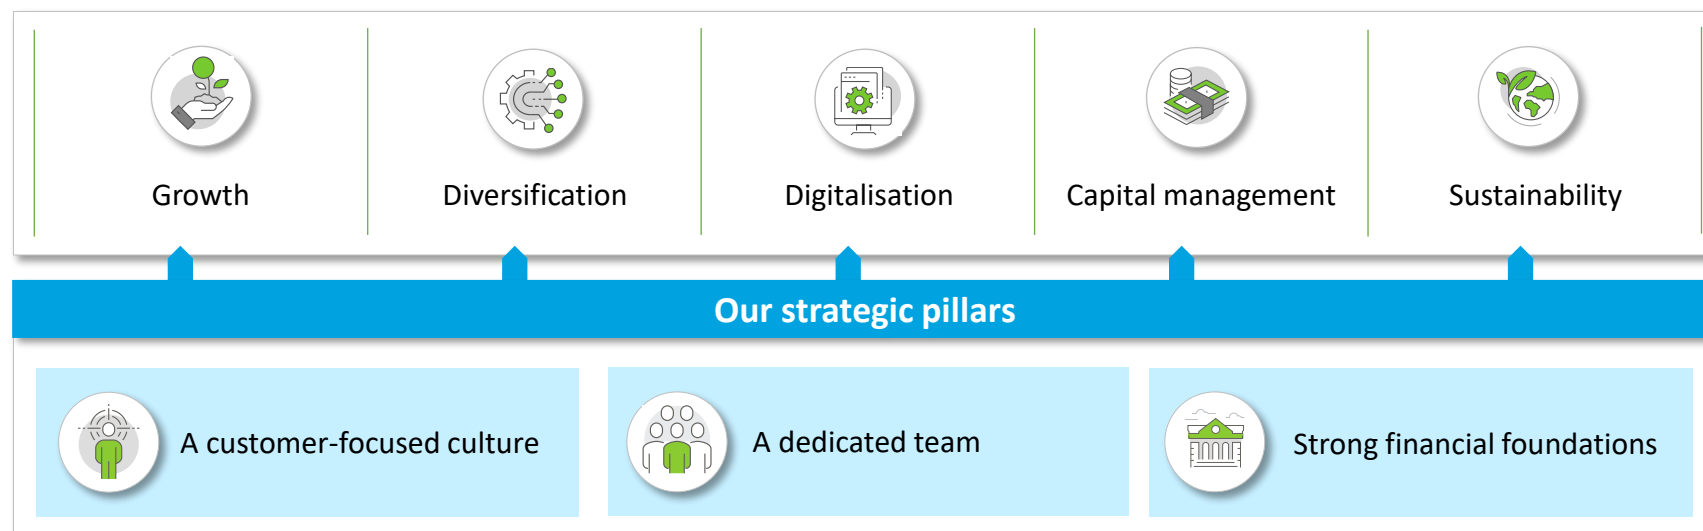 Growth
Diversification
Digitalisation
Capital management
Sustainability
Our strategic pillars
A customer-focused culture
A dedicated team
Strong financial foundations